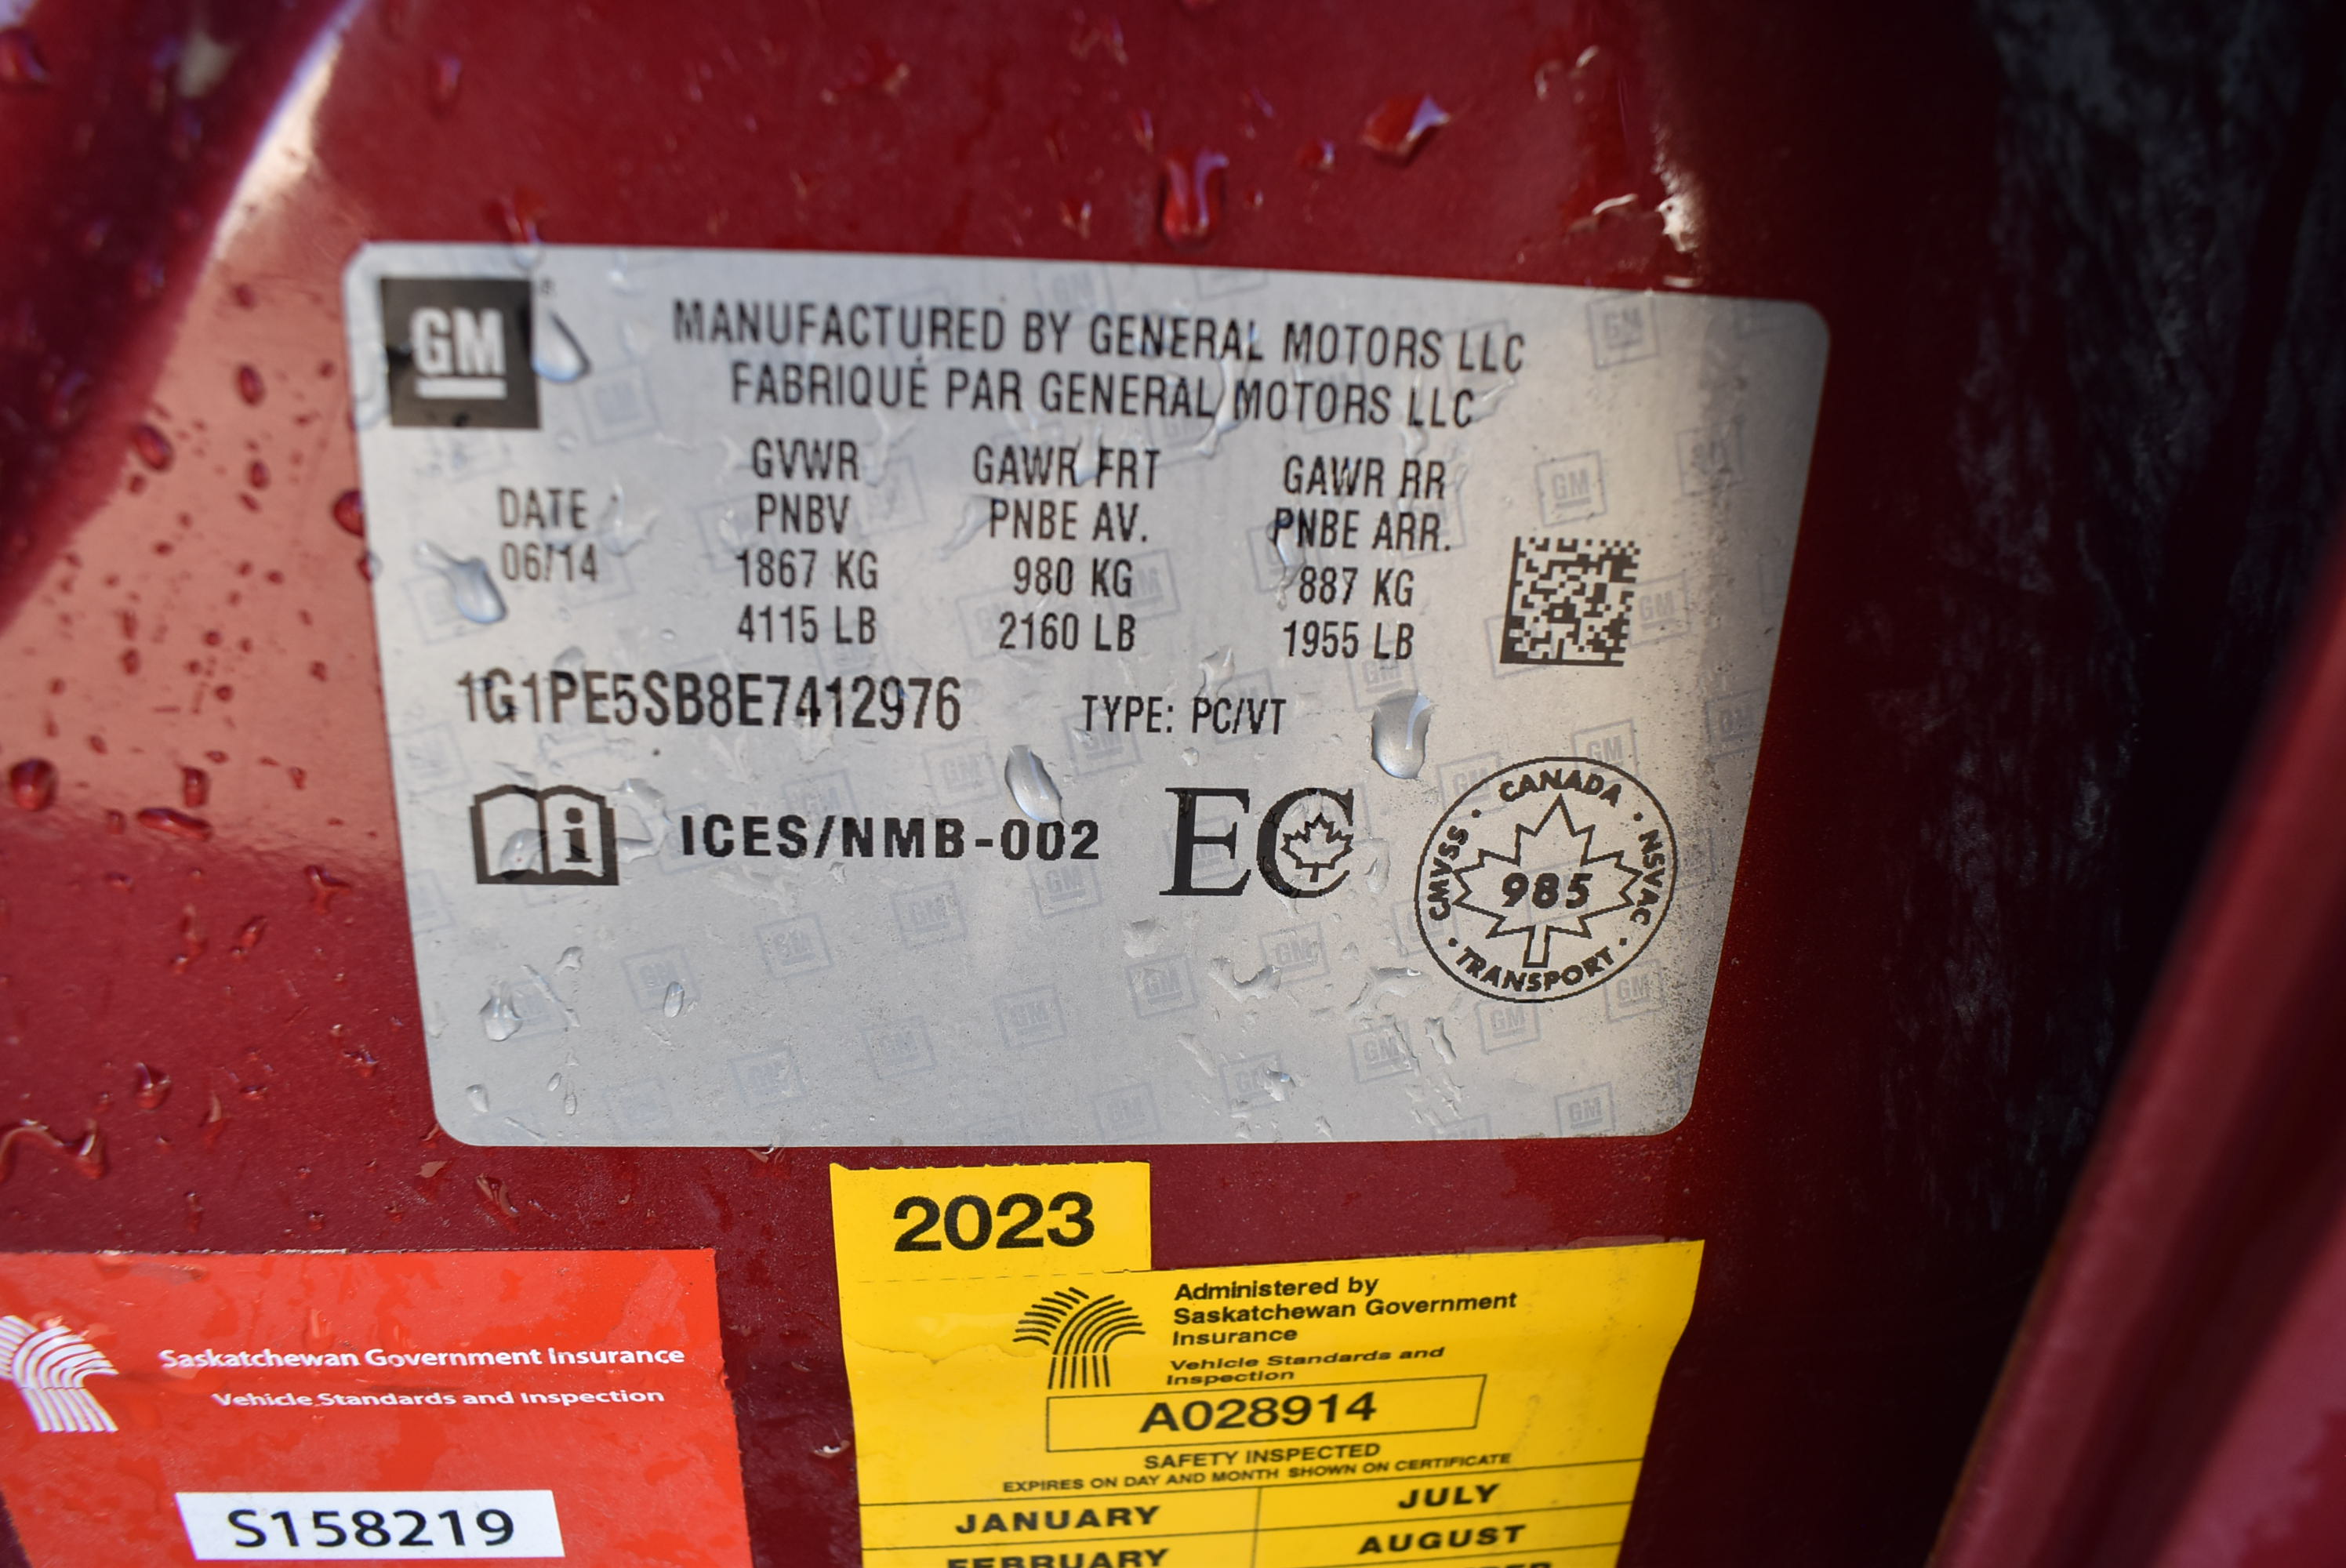 GM
MANUFACTURED BY GENERAL MOTORS LLC
FABRIQUÉ PAR GENERAL MOTORS LLC
GVWR GAWR FRT GAWR RR
DATE PNBV PNBE AV. PNBE ARR.
06/14 1867 KG 980 KG 887 KG
4115 LB 2160 LB 1955 LB
1G1PE5SB8E7412976 TYPE: PC/VT
i ICES/NMB-002 EC
CANADA
CMVSS 985 NSVAC
TRANSPORT
2023
Administered by
Saskatchewan Government
Insurance
Vehicle Standards and
Inspection
A028914
SAFETY INSPECTED
EXPIRES ON DAY AND MONTH SHOWN ON CERTIFICATE
JANUARY JULY
FEBRUARY AUGUST
Saskatchewan Government Insurance
Vehicle Standards and Inspection
S158219